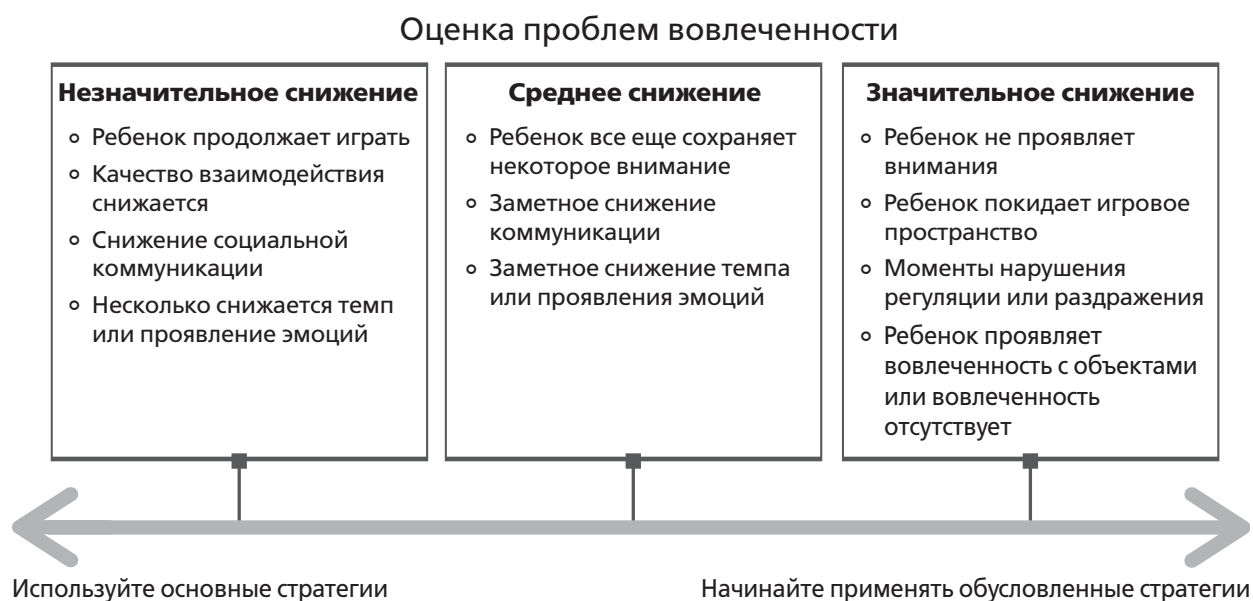 Оценка проблем вовлеченности
Незначительное снижение
Ребенок продолжает играть
Качество взаимодействия
снижается
Снижение социальной
коммуникации
Несколько снижается темп
или проявление эмоций
Среднее снижение
Ребенок все еще сохраняет
некоторое внимание
Заметное снижение
коммуникации
Заметное снижение темпа
или проявления эмоций
Значительное снижение
Ребенок не проявляет
внимания
Ребенок покидает игровое
пространство
Моменты нарушения
регуляции или раздражения
Ребенок проявляет
вовлеченность с объектами
или вовлеченность
отсутствует
Используйте основные стратегии
Начинайте применять обусловленные стратегии